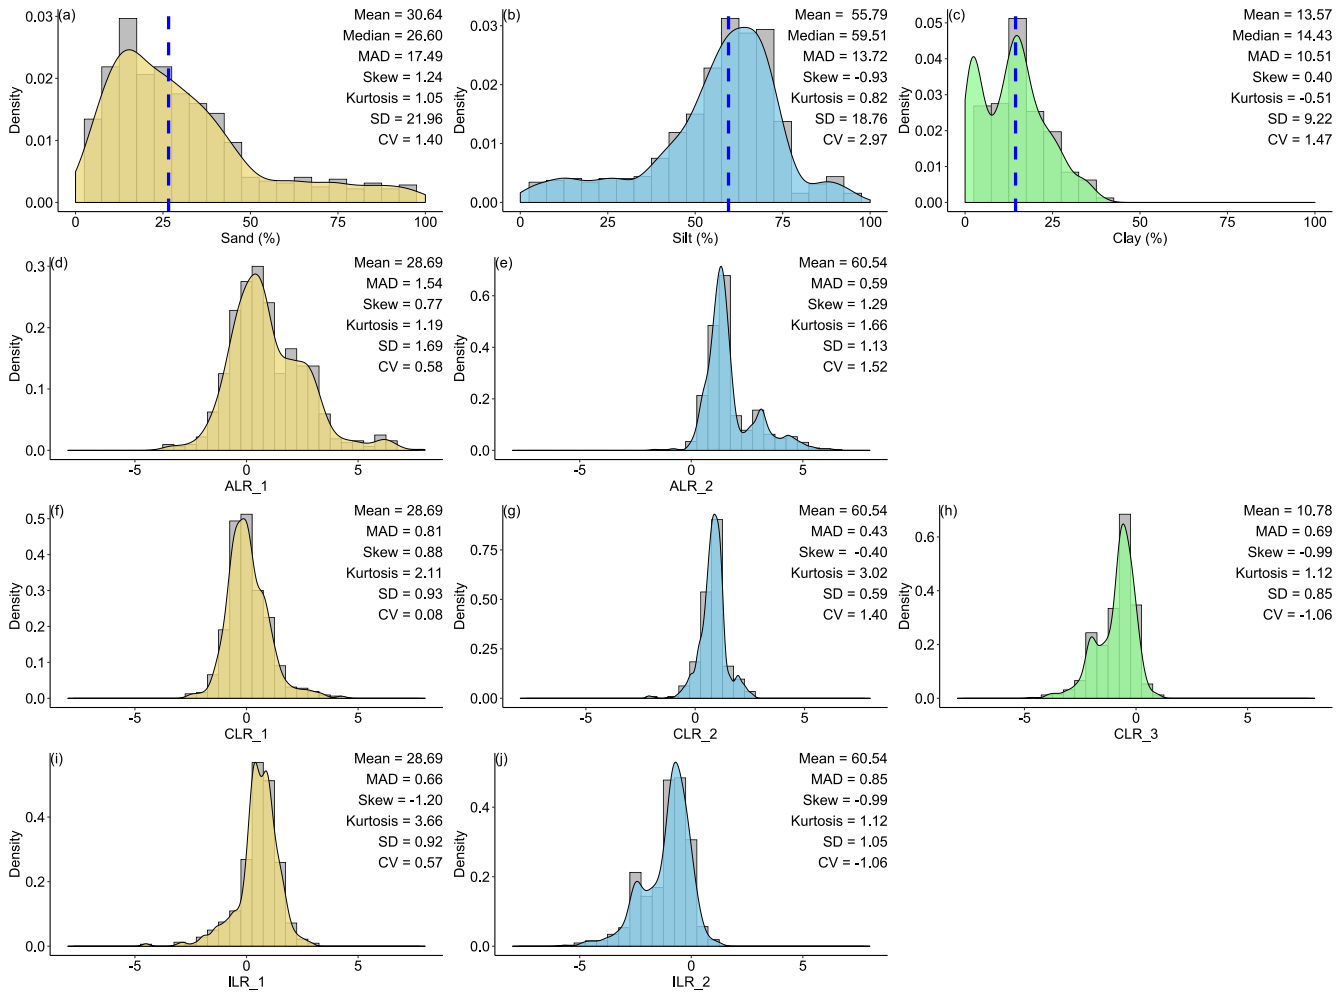 (a)
Mean = 30.64
Median = 26.60
MAD = 17.49
Skew = 1.24
Kurtosis = 1.05
SD = 21.96
CV = 1.40
0.03
0.02
0.01
0.00
Density
0 25 50 75 100
Sand (%)
(b)
Mean = 55.79
Median = 59.51
MAD = 13.72
Skew = -0.93
Kurtosis = 0.82
SD = 18.76
CV = 2.97
0.03
0.02
0.01
0.00
Density
0 25 50 75 100
Silt (%)
(c)
Mean = 13.57
Median = 14.43
MAD = 10.51
Skew = 0.40
Kurtosis = -0.51
SD = 9.22
CV = 1.47
0.05
0.04
0.03
0.02
0.01
0.00
Density
0 25 50 75 100
Clay (%)
(d)
Mean = 28.69
MAD = 1.54
Skew = 0.77
Kurtosis = 1.19
SD = 1.69
CV = 0.58
0.3
0.2
0.1
0.0
Density
-5 0 5
ALR_1
(e)
Mean = 60.54
MAD = 0.59
Skew = 1.29
Kurtosis = 1.66
SD = 1.13
CV = 1.52
0.6
0.4
0.2
0.0
Density
-5 0 5
ALR_2
(f)
Mean = 28.69
MAD = 0.81
Skew = 0.88
Kurtosis = 2.11
SD = 0.93
CV = 0.08
0.5
0.4
0.3
0.2
0.1
0.0
Density
-5 0 5
CLR_1
(g)
Mean = 60.54
MAD = 0.43
Skew = -0.40
Kurtosis = 3.02
SD = 0.59
CV = 1.40
0.75
0.50
0.25
0.00
Density
-5 0 5
CLR_2
(h)
Mean = 10.78
MAD = 0.69
Skew = -0.99
Kurtosis = 1.12
SD = 0.85
CV = -1.06
0.6
0.4
0.2
0.0
Density
-5 0 5
CLR_3
(i)
Mean = 28.69
MAD = 0.66
Skew = -1.20
Kurtosis = 3.66
SD = 0.92
CV = 0.57
0.4
0.2
0.0
Density
-5 0 5
ILR_1
(j)
Mean = 60.54
MAD = 0.85
Skew = -0.99
Kurtosis = 1.12
SD = 1.05
CV = -1.06
0.4
0.2
0.0
Density
-5 0 5
ILR_2